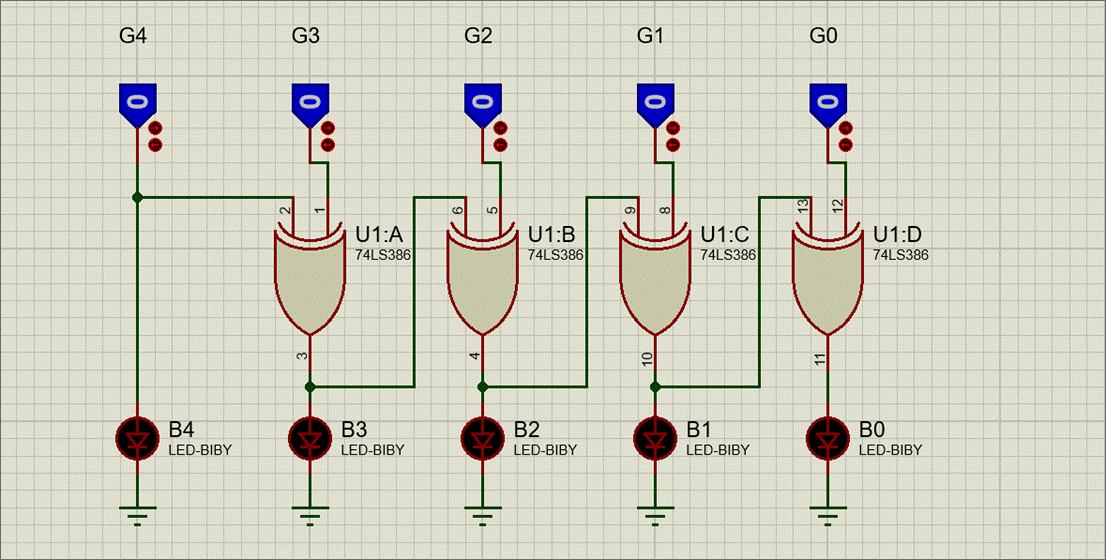 G4 G3 G2 G1 G0
0 0 0 0 0
2 1 6 5 9 8 13 12
U1:A U1:B U1:C U1:D
74LS386 74LS386 74LS386 74LS386
3 4 10 11
B4 B3 B2 B1 B0
LED-BIBY LED-BIBY LED-BIBY LED-BIBY LED-BIBY